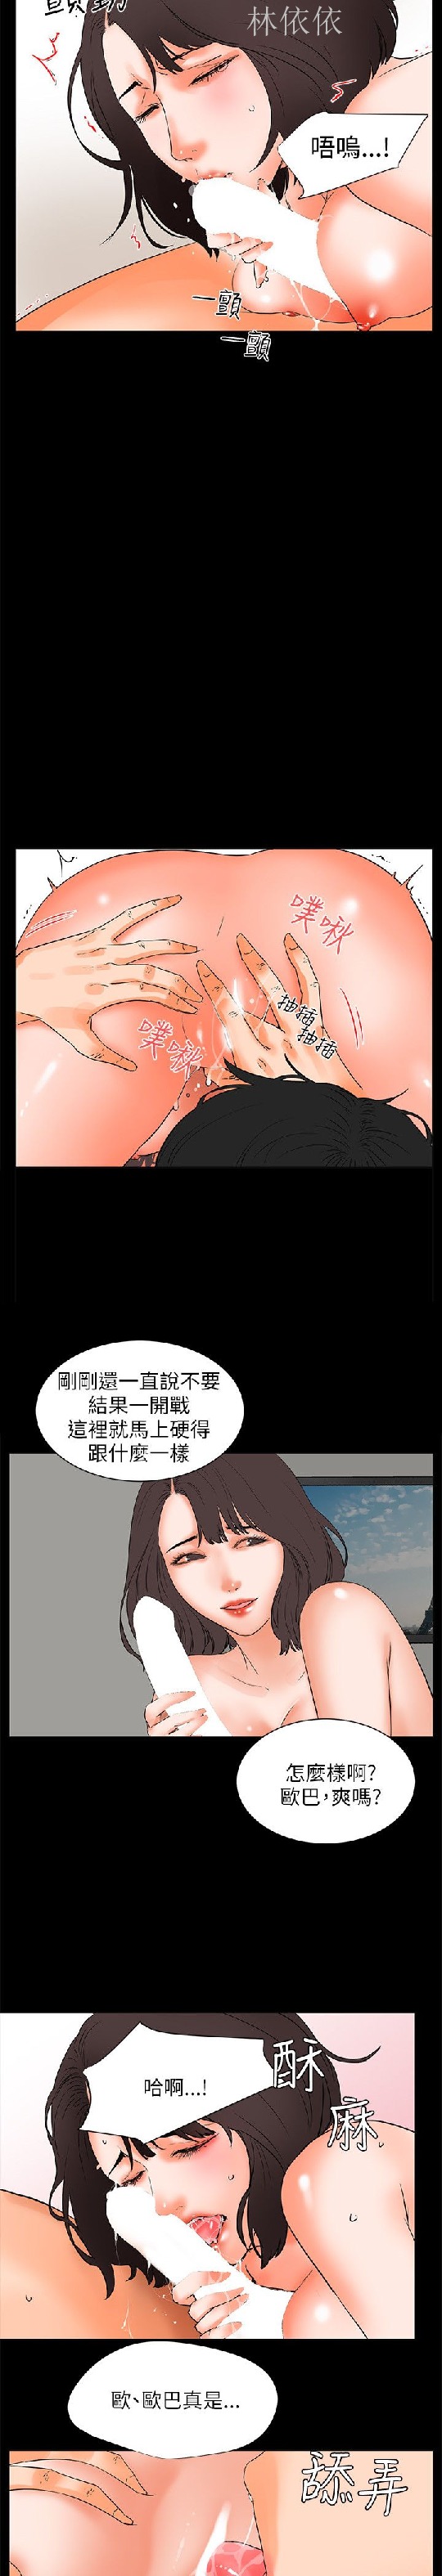 顫動
林依依
唔嗚...!
一顫
一顫
噗啾
抽插
抽插
噗啾
剛剛還一直說不要
結果一開戰
這裡就馬上硬得
跟什麼一樣
怎麼樣啊?
歐巴,爽嗎?
哈啊...!
酥
麻
歐、歐巴真是...
舔弄